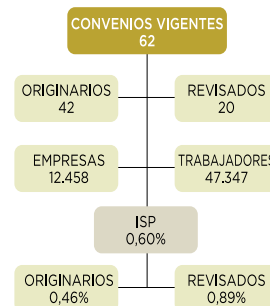 CONVENIOS VIGENTES
62
ORIGINARIOS
42
REVISADOS
20
EMPRESAS
12.458
TRABAJADORES
47.347
ISP
0,60%
ORIGINARIOS
0,46%
REVISADOS
0,89%